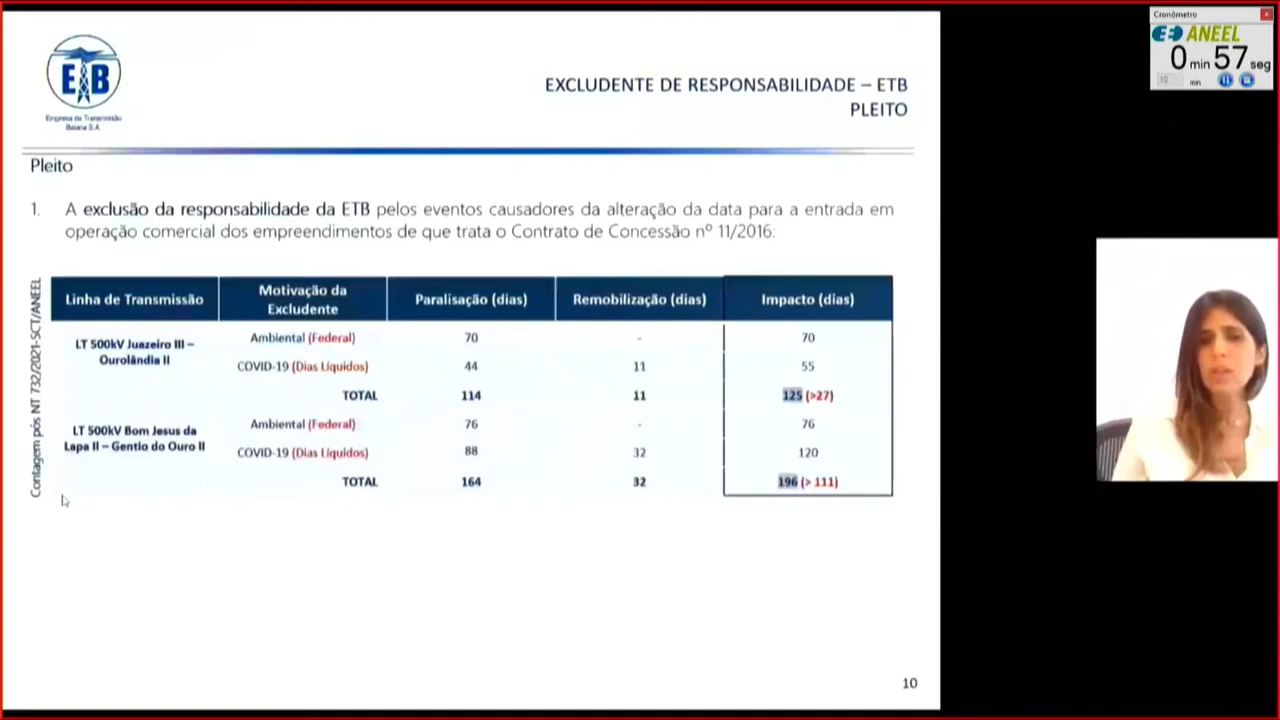 Cronômetro
ANEEL
0 min 57 seg
10 min
ETB
Empresa de Transmissão
Baiana S.A
EXCLUDENTE DE RESPONSABILIDADE – ETB
PLEITO
Pleito
1. A exclusão da responsabilidade da ETB pelos eventos causadores da alteração da data para a entrada em
operação comercial dos empreendimentos de que trata o Contrato de Concessão nº 11/2016:
Contagem pós NT 732/2021-SCT/ANEEL
Linha de Transmissão Motivação da Excludente Paralisação (dias) Remobilização (dias) Impacto (dias)
LT 500kV Juazeiro III –
Ourolândia II
Ambiental (Federal) 70 - 70
COVID-19 (Dias Líquidos) 44 11 55
TOTAL 114 11 125 (>27)
LT 500kV Bom Jesus da
Lapa II – Gentio do Ouro II
Ambiental (Federal) 76 - 76
COVID-19 (Dias Líquidos) 88 32 120
TOTAL 164 32 196 (> 111)
10